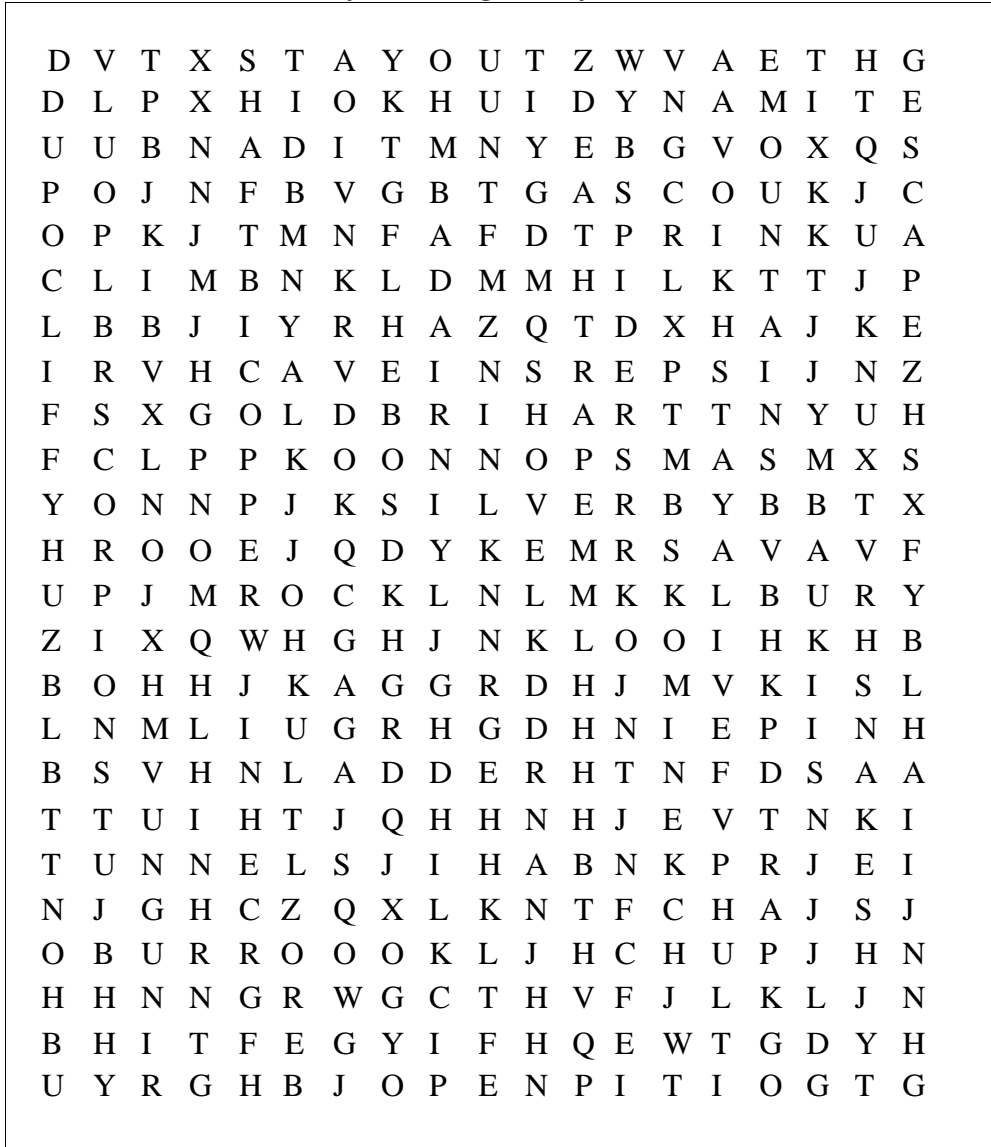 D V T X S T A Y O U T Z W V A E T H G
D L P X H I O K H U I D Y N A M I T E
U U B N A D I T M N Y E B G V O X Q S
P O J N F B V G B T G A S C O U K J C
O P K J T M N F A F D T P R I N K U A
C L I M B N K L D M M H I L K T T J P
L B B J I Y R H A Z Q T D X H A J K E
I R V H C A V E I N S R E P S I J N Z
F S X G O L D B R I H A R T T N Y U H
F C L P P K O O N N O P S M A S M X S
Y O N N P J K S I L V E R B Y B B T X
H R O O E J Q D Y K E M R S A V A V F
U P J M R O C K L N L M K K L B U R Y
Z I X Q W H G H J N K L O O I H K H B
B O H H J K A G G R D H J M V K I S L
L N M L I U G R H G D H N I E P I N H
B S V H N L A D D E R H T N F D S A A
T T U I H T J Q H H N H J E V T N K I
T U N N E L S J I H A B N K P R J E I
N J G H C Z Q X L K N T F C H A J S J
O B U R R O O O K L J H C H U P J H N
H H N N G R W G C T H V F J L K L J N
B H I T F E G Y I F H Q E W T G D Y H
U Y R G H B J O P E N P I T I O G T G